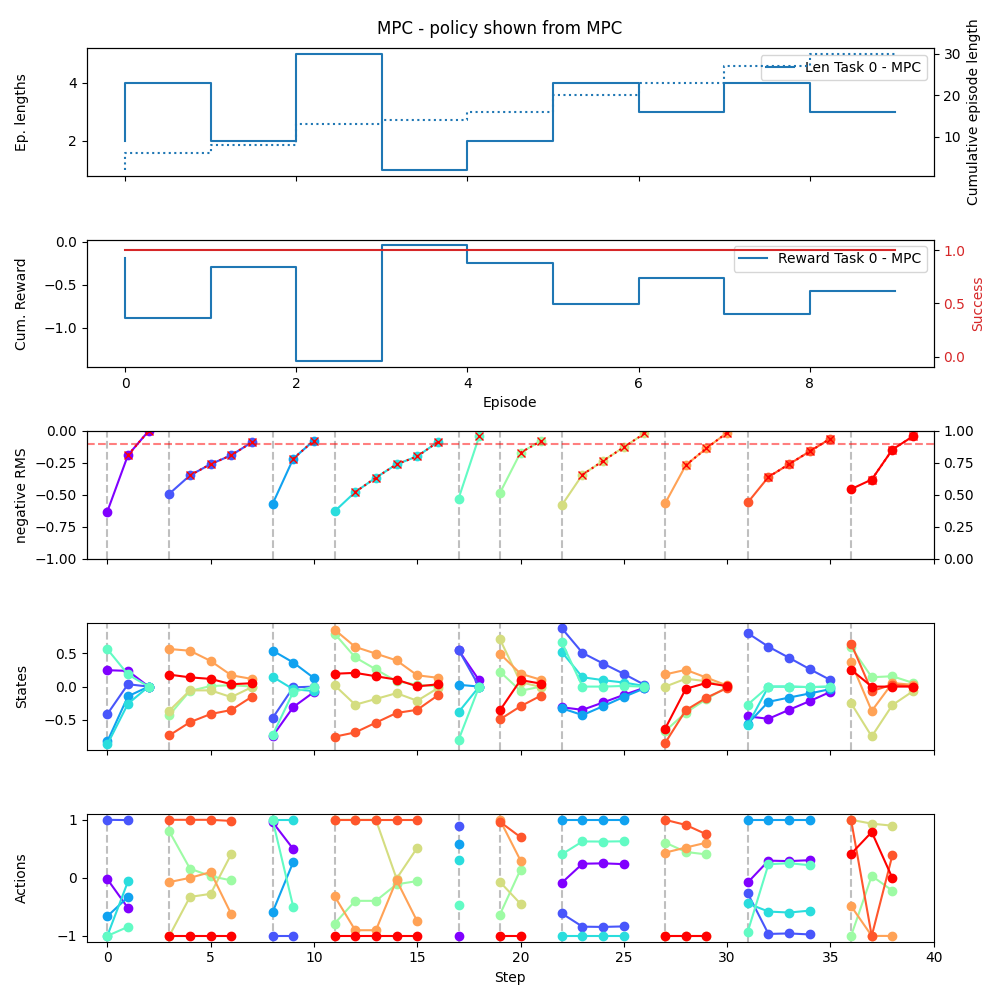 MPC - policy shown from MPC
Ep. lengths
4
2
Len Task 0 - MPC
30
20
10
Cumulative episode length
Cum. Reward
0.0
−0.5
−1.0
Reward Task 0 - MPC
1.0
0.5
0.0
Success
0 2 4 6 8
Episode
negative RMS
0.00
−0.25
−0.50
−0.75
−1.00
1.00
0.75
0.50
0.25
0.00
States
0.5
0.0
−0.5
Actions
1
0
−1
0 5 10 15 20 25 30 35 40
Step